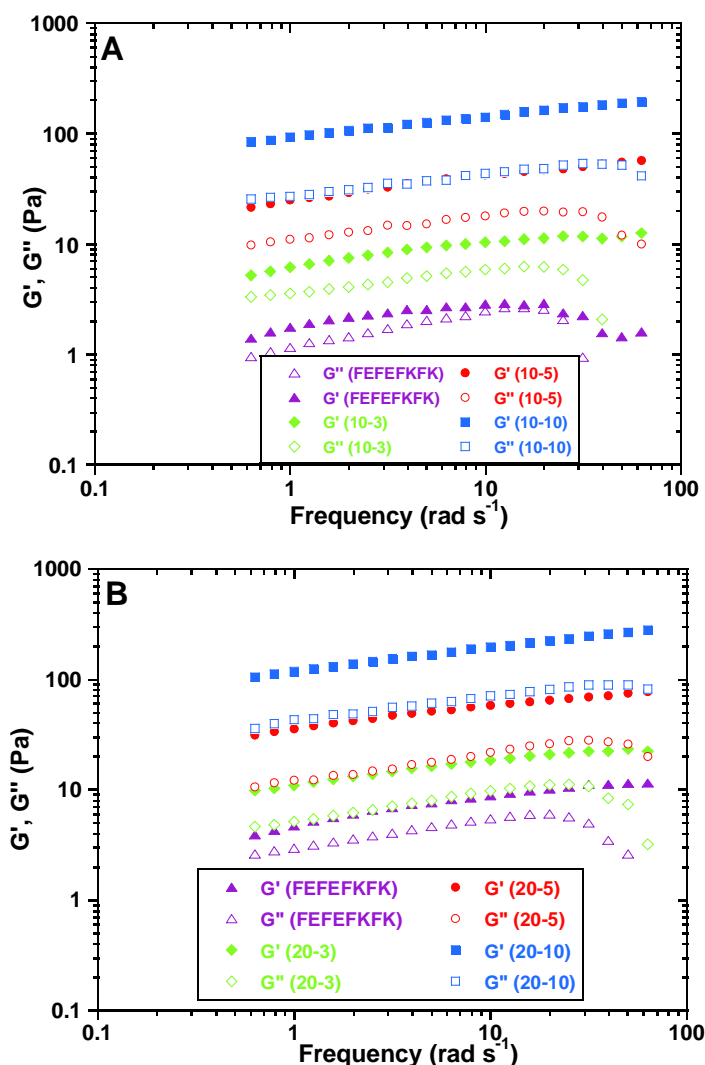 A
1000
100
10
1
0.1
G', G'' (Pa)
G'' (FEFEFKFK)
G' (FEFEFKFK)
G' (10-3)
G'' (10-3)
G' (10-5)
G'' (10-5)
G' (10-10)
G'' (10-10)
0.1
1
10
100
Frequency (rad s⁻¹)
B
1000
100
10
1
0.1
G', G'' (Pa)
G' (FEFEFKFK)
G'' (FEFEFKFK)
G' (20-3)
G'' (20-3)
G' (20-5)
G'' (20-5)
G' (20-10)
G'' (20-10)
0.1
1
10
100
Frequency (rad s⁻¹)